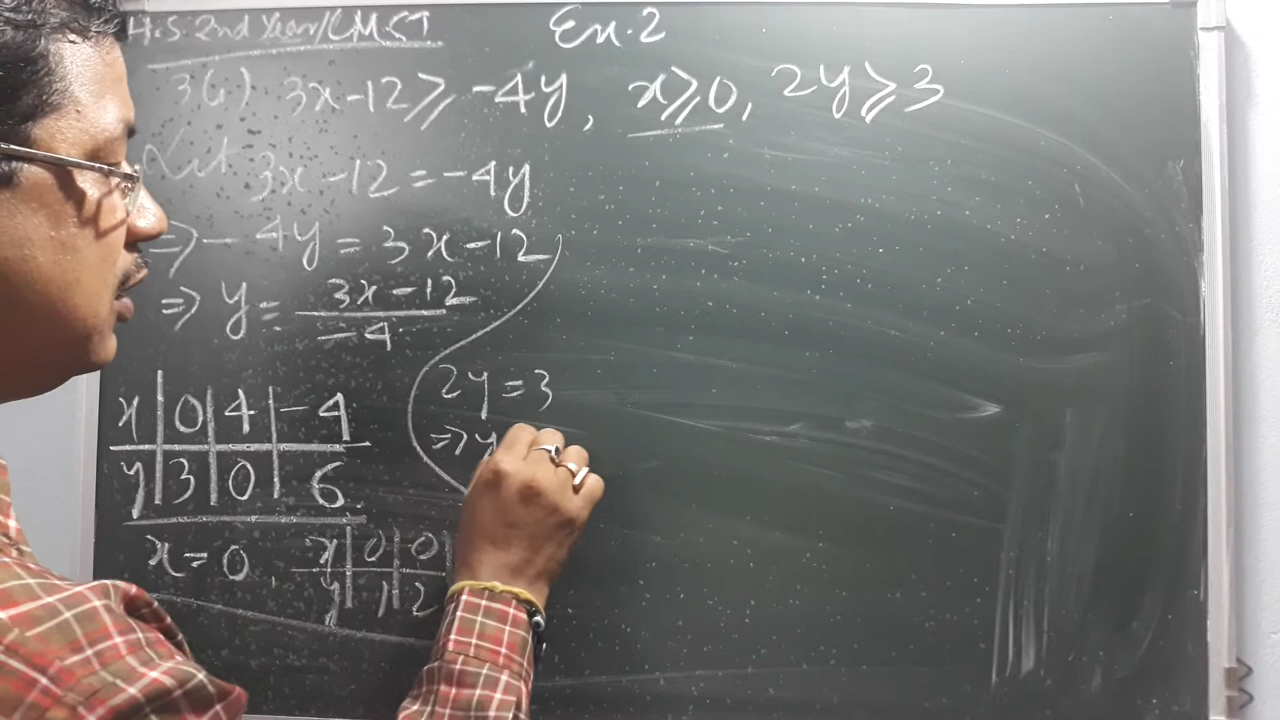 H.S. 2nd Year/CMST
Ex.2
3(i) 3x-12⩾-4y, x⩾0, 2y⩾3
Let 3x-12=-4y
⇒-4y=3x-12
⇒ y= 3x-12
-4
x | 0 | 4 | -4
y | 3 | 0 | 6
2y=3
⇒y
x=0, x | 0 | 0
y | 1 | 2